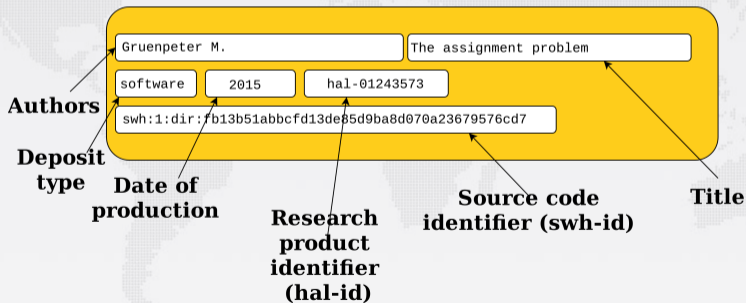 Gruenpeter M.
The assignment problem
software
2015
hal-01243573
swh:1:dir:fb13b51abbcfd13de85d9ba8d070a23679576cd7
Authors
Deposit
type
Date of
production
Research
product
identifier
(hal-id)
Source code
identifier (swh-id)
Title